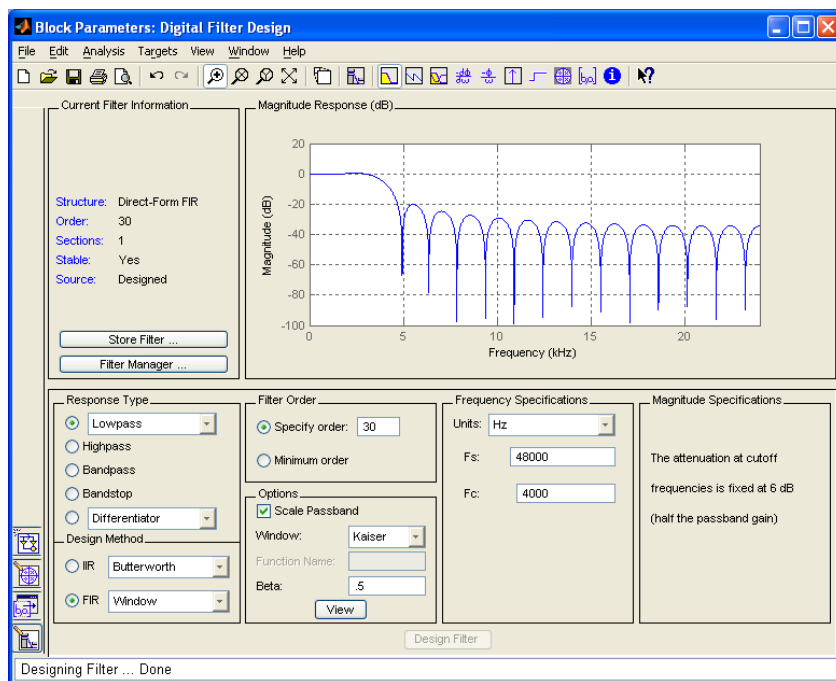 Block Parameters: Digital Filter Design
File Edit Analysis Targets View Window Help
Current Filter Information
Structure: Direct-Form FIR
Order: 30
Sections: 1
Stable: Yes
Source: Designed
Store Filter ...
Filter Manager ...
Magnitude Response (dB)
Magnitude (dB)
20
0
-20
-40
-60
-80
-100
0 5 10 15 20
Frequency (kHz)
Response Type
Lowpass
Highpass
Bandpass
Bandstop
Differentiator
Design Method
IIR Butterworth
FIR Window
Filter Order
Specify order: 30
Minimum order
Options
Scale Passband
Window: Kaiser
Function Name:
Beta: .5
View
Frequency Specifications
Units: Hz
Fs: 48000
Fc: 4000
Magnitude Specifications
The attenuation at cutoff
frequencies is fixed at 6 dB
(half the passband gain)
Design Filter
Designing Filter ... Done